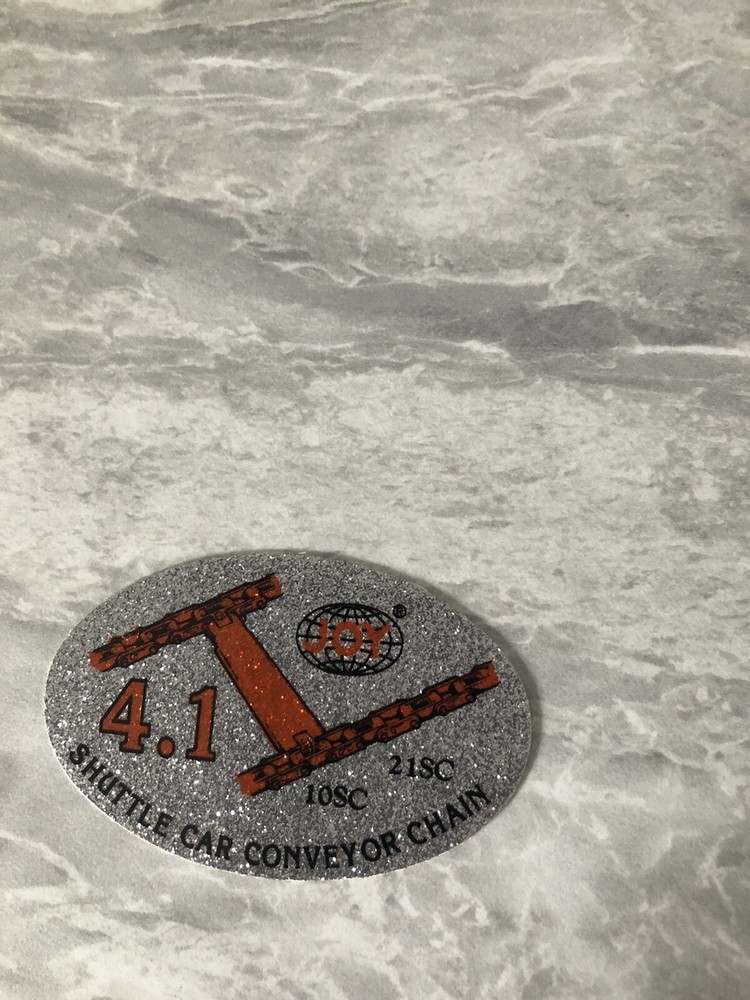 JOY®
4.1
21SC
10SC
SHUTTLE CAR CONVEYOR CHAIN